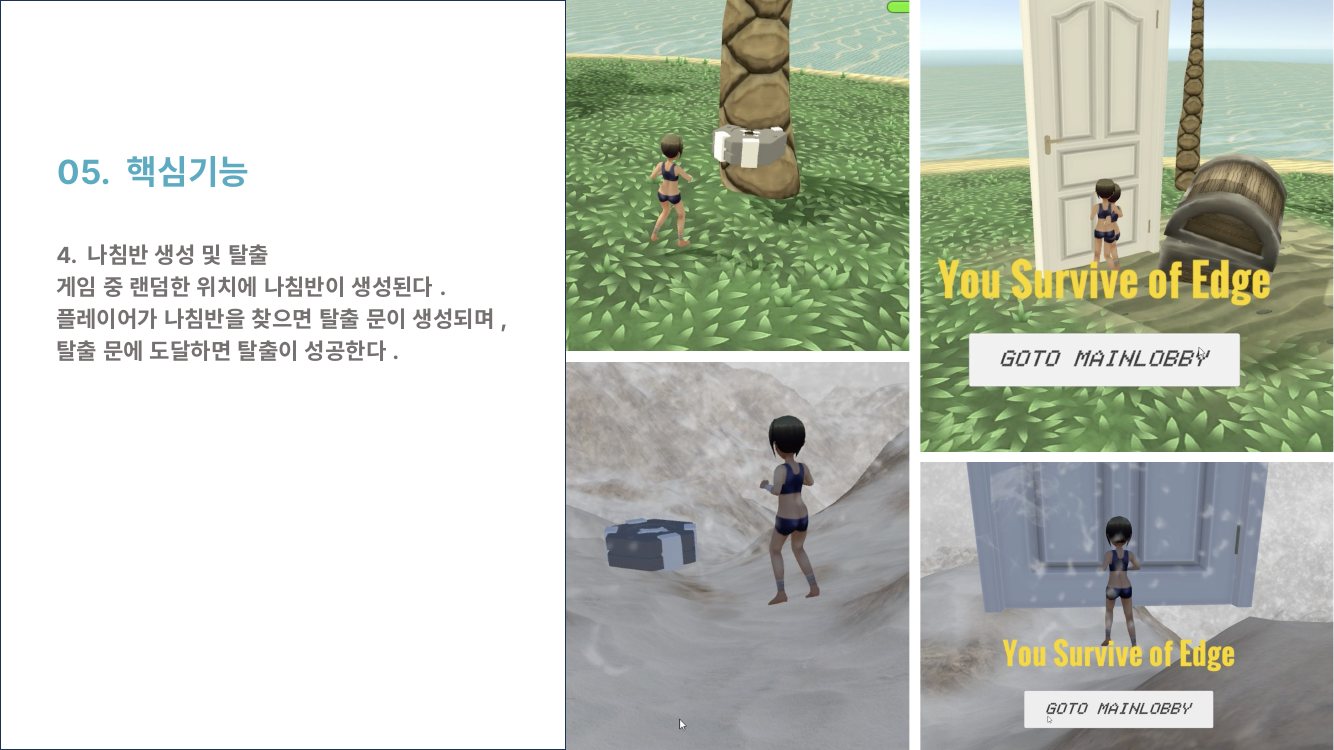 05. 핵심기능
4. 나침반 생성 및 탈출
게임 중 랜덤한 위치에 나침반이 생성된다 .
플레이어가 나침반을 찾으면 탈출 문이 생성되며 ,
탈출 문에 도달하면 탈출이 성공한다 .
You Survive of Edge
GOTO MAINLOBBY
You Survive of Edge
GOTO MAINLOBBY